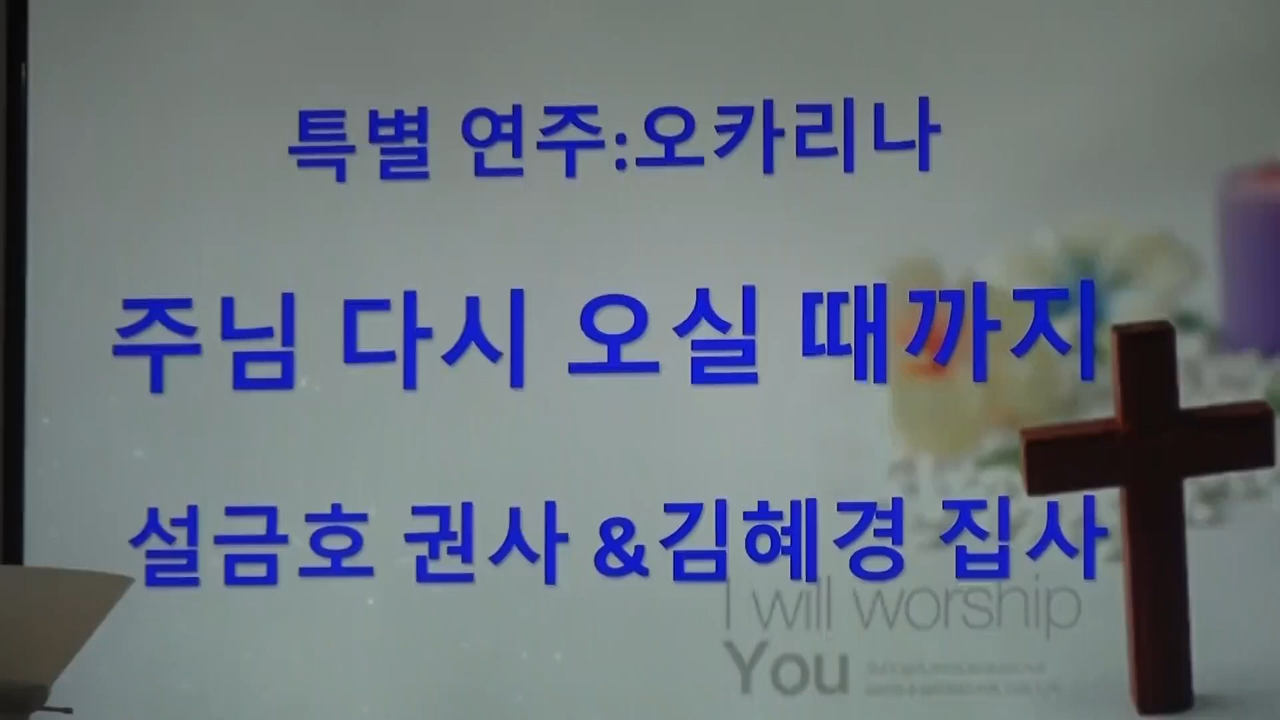 특별 연주:오카리나
주님 다시 오실 때까지
설금호 권사 &김혜경 집사
I will worship
You